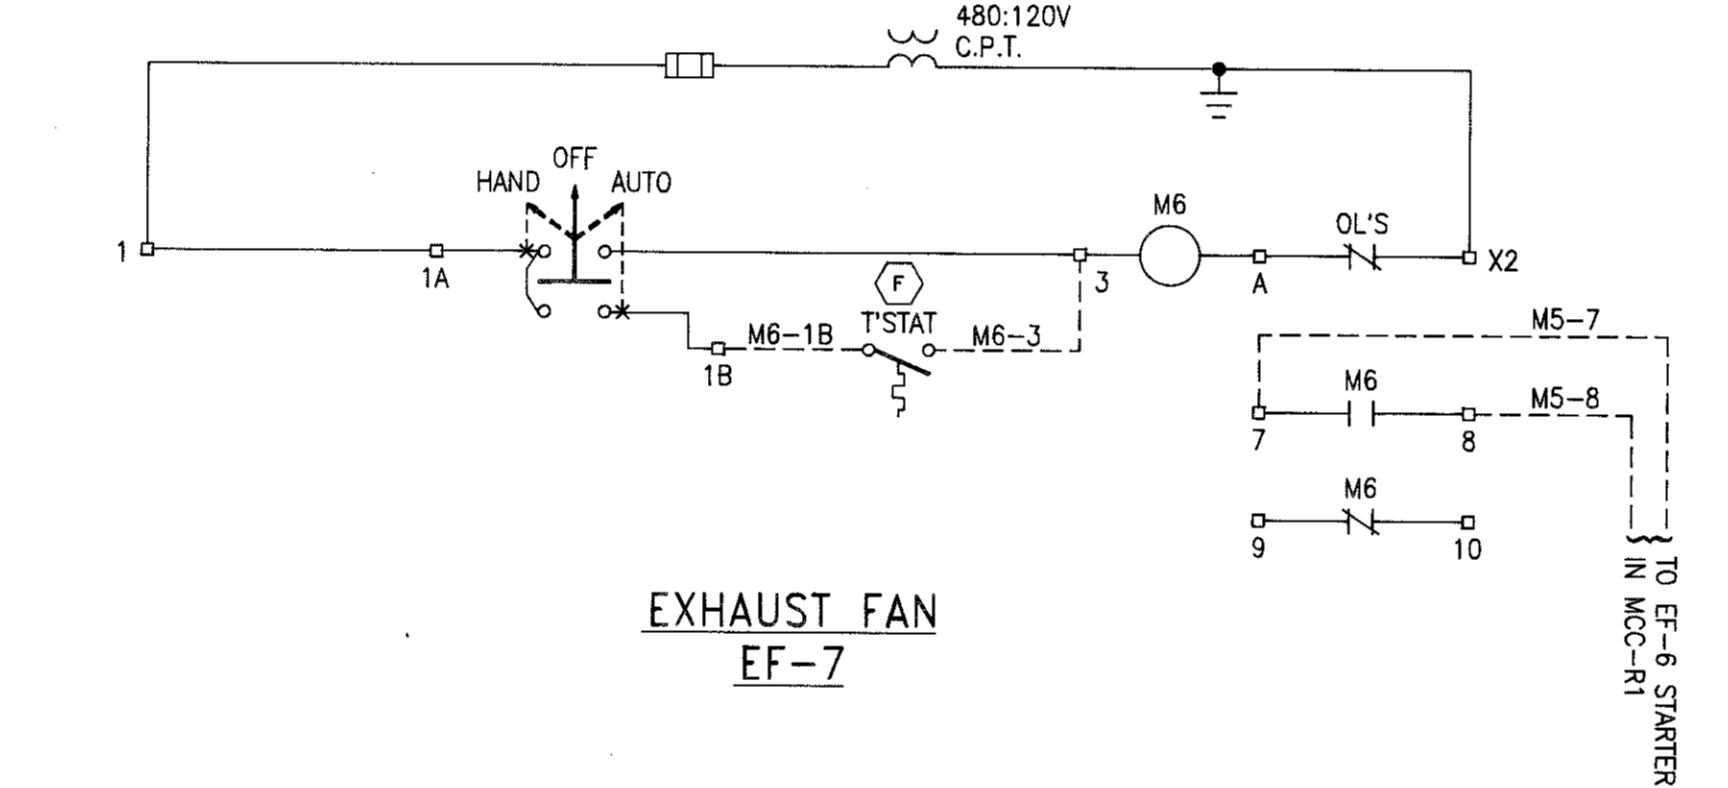 480:120V
C.P.T.
OFF
HAND
AUTO
M6
OL'S
1
1A
3
A
X2
F
T'STAT
M6-1B
M6-3
1B
M5-7
M6
M5-8
7
8
M6
9
10
TO EF-6 STARTER
IN MCC-R1
EXHAUST FAN
EF-7